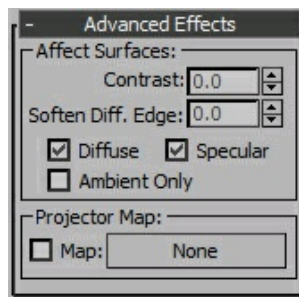 - Advanced Effects
Affect Surfaces:
Contrast: 0.0
Soften Diff. Edge: 0.0
Diffuse Specular
Ambient Only
Projector Map:
Map: None